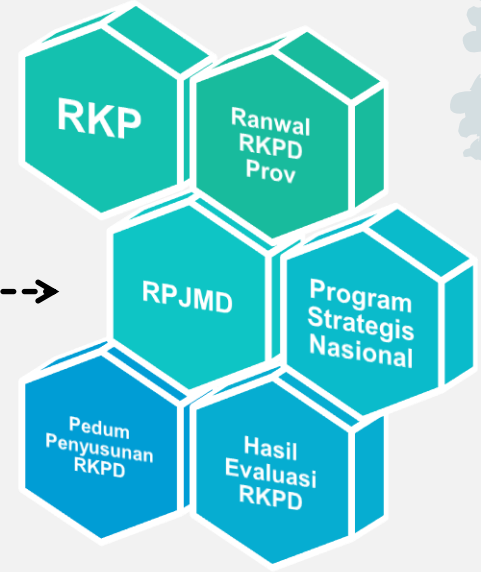 RKP
Ranwal
RKPD
Prov
RPJMD
Program
Strategis
Nasional
Pedum
Penyusunan
RKPD
Hasil
Evaluasi
RKPD